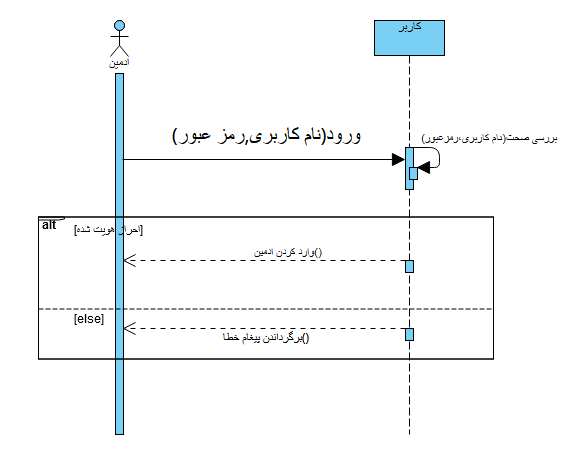 کاربر
ادمین
ورود(نام کاربری,رمز عبور)
بررسی صحت(نام کاربری،رمزعبور)
alt
[احراز هویت شده]
وارد کردن ادمین()
[else]
برگرداندن پیغام خطا()